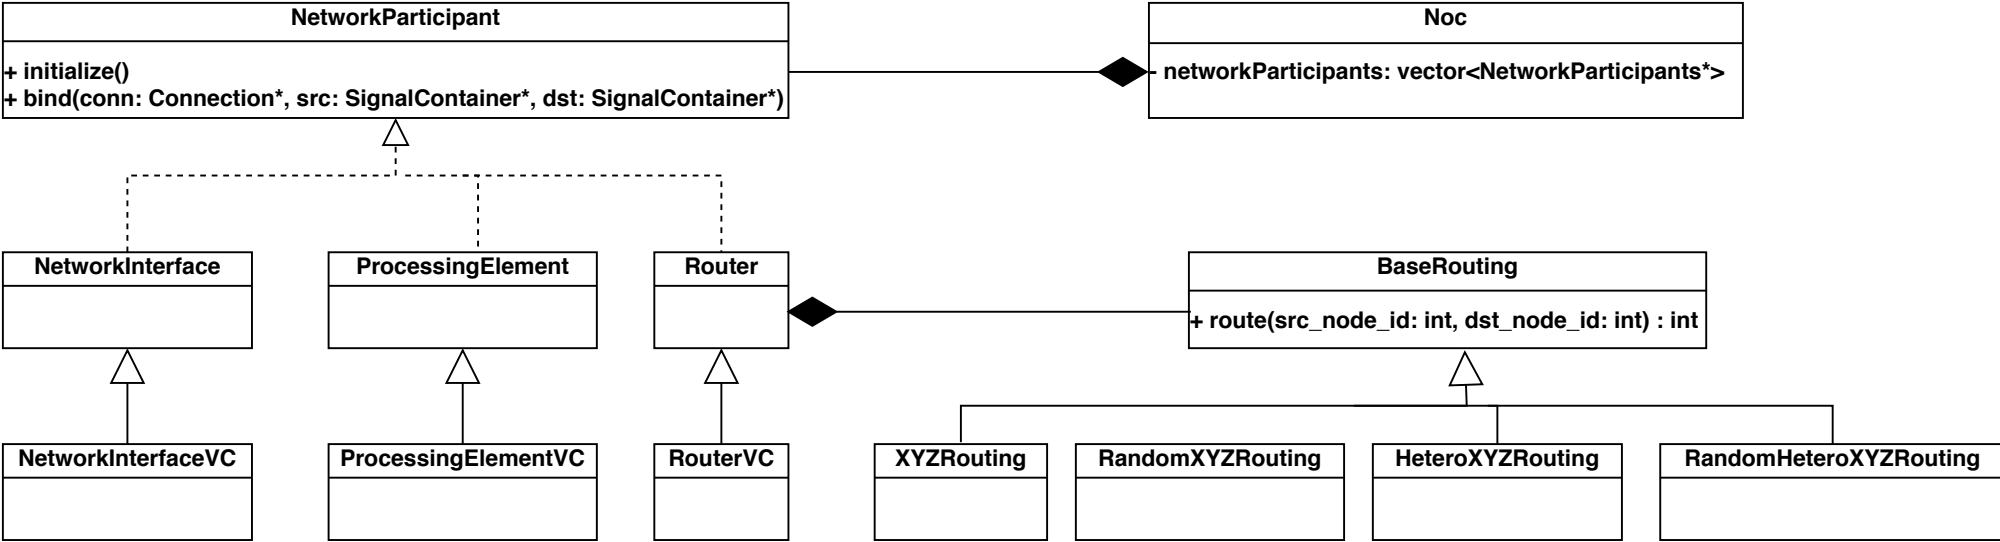 NetworkParticipant
+ initialize()
+ bind(conn: Connection*, src: SignalContainer*, dst: SignalContainer*)
Noc
- networkParticipants: vector<NetworkParticipants*>
NetworkInterface
ProcessingElement
Router
BaseRouting
+ route(src_node_id: int, dst_node_id: int) : int
NetworkInterfaceVC
ProcessingElementVC
RouterVC
XYZRouting
RandomXYZRouting
HeteroXYZRouting
RandomHeteroXYZRouting